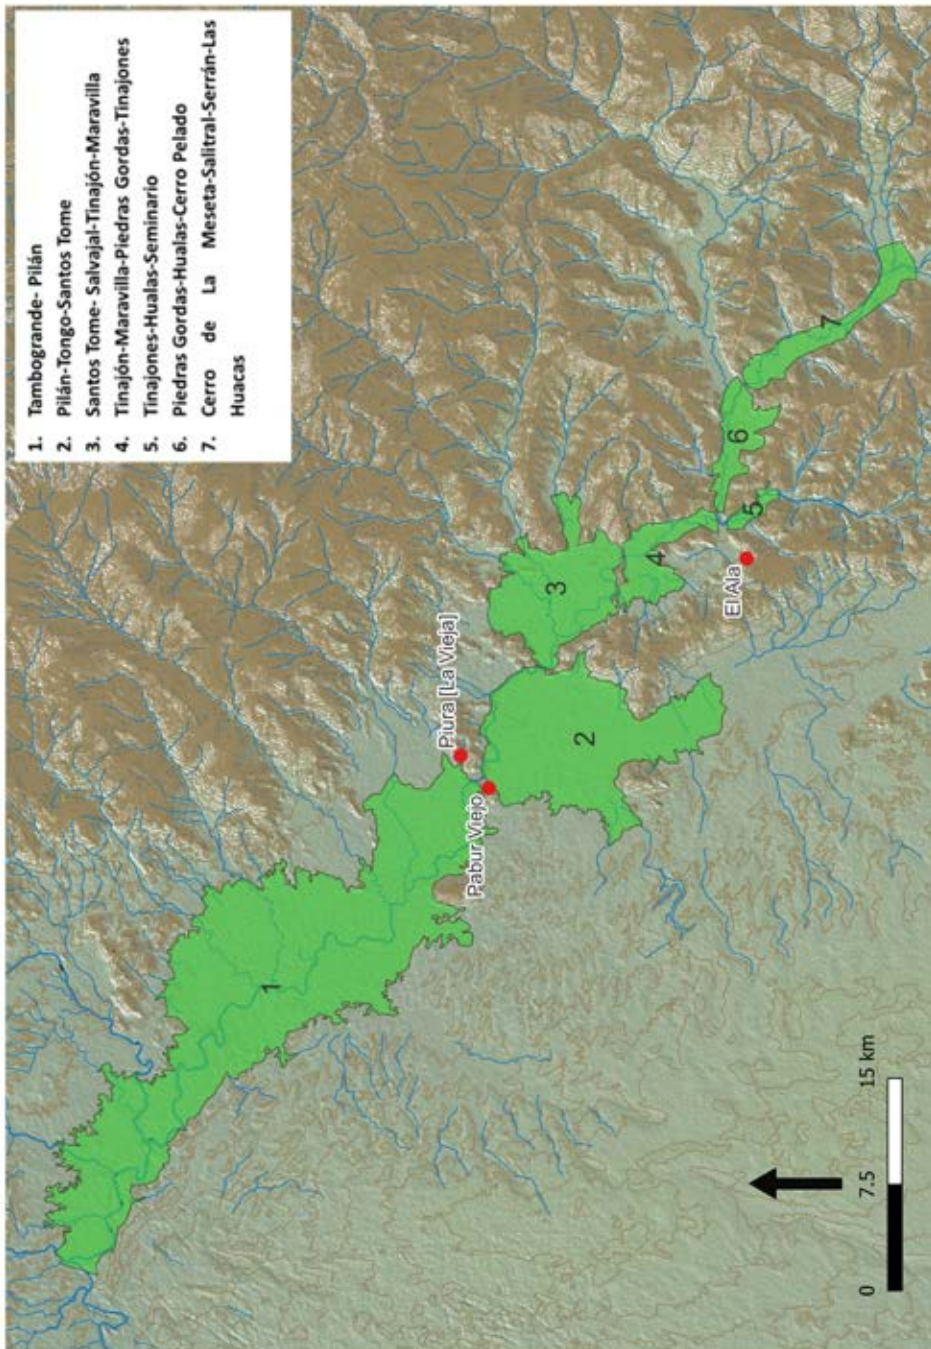 1. Tambogrande- Pilán
2. Pilán-Tongo-Santos Tome
3. Santos Tome- Salvajal-Tinajón-Maravilla
4. Tinajón-Maravilla-Piedras Gordas-Tinajones
5. Tinajones-Hualas-Seminario
6. Piedras Gordas-Hualas-Cerro Pelado
7. Cerro de La Meseta-Salitral-Serrán-Las
Huacas
1
Piura [La Vieja]
Pabur Viejo
2
3
4
El Ala
5
6
7
0 7.5 15 km